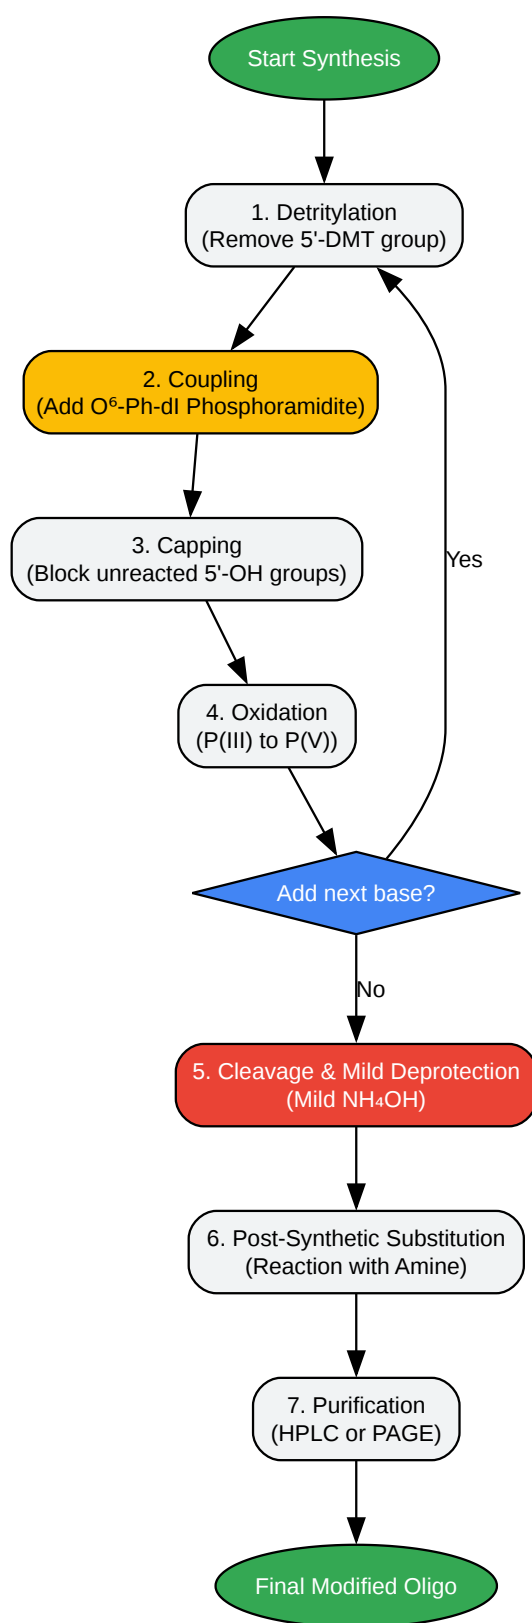 Start Synthesis
1. Detritylation
(Remove 5'-DMT group)
2. Coupling
(Add O⁶-Ph-dI Phosphoramidite)
3. Capping
(Block unreacted 5'-OH groups)
Yes
4. Oxidation
(P(III) to P(V))
Add next base?
No
5. Cleavage & Mild Deprotection
(Mild NH₄OH)
6. Post-Synthetic Substitution
(Reaction with Amine)
7. Purification
(HPLC or PAGE)
Final Modified Oligo